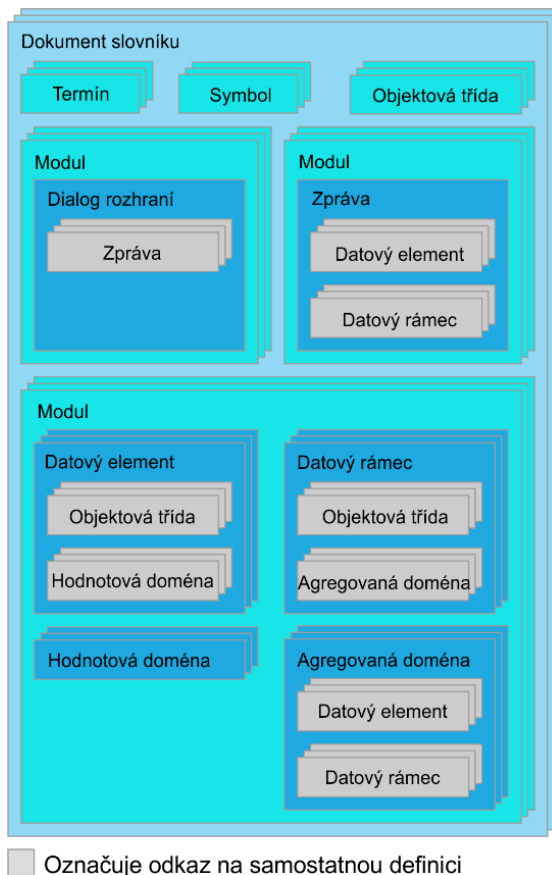 Dokument slovníku
Termín
Symbol
Objektová třída
Modul
Dialog rozhraní
Zpráva
Modul
Zpráva
Datový element
Datový rámec
Modul
Datový element
Objektová třída
Hodnotová doména
Datový rámec
Objektová třída
Agregovaná doména
Hodnotová doména
Agregovaná doména
Datový element
Datový rámec
Označuje odkaz na samostatnou definici